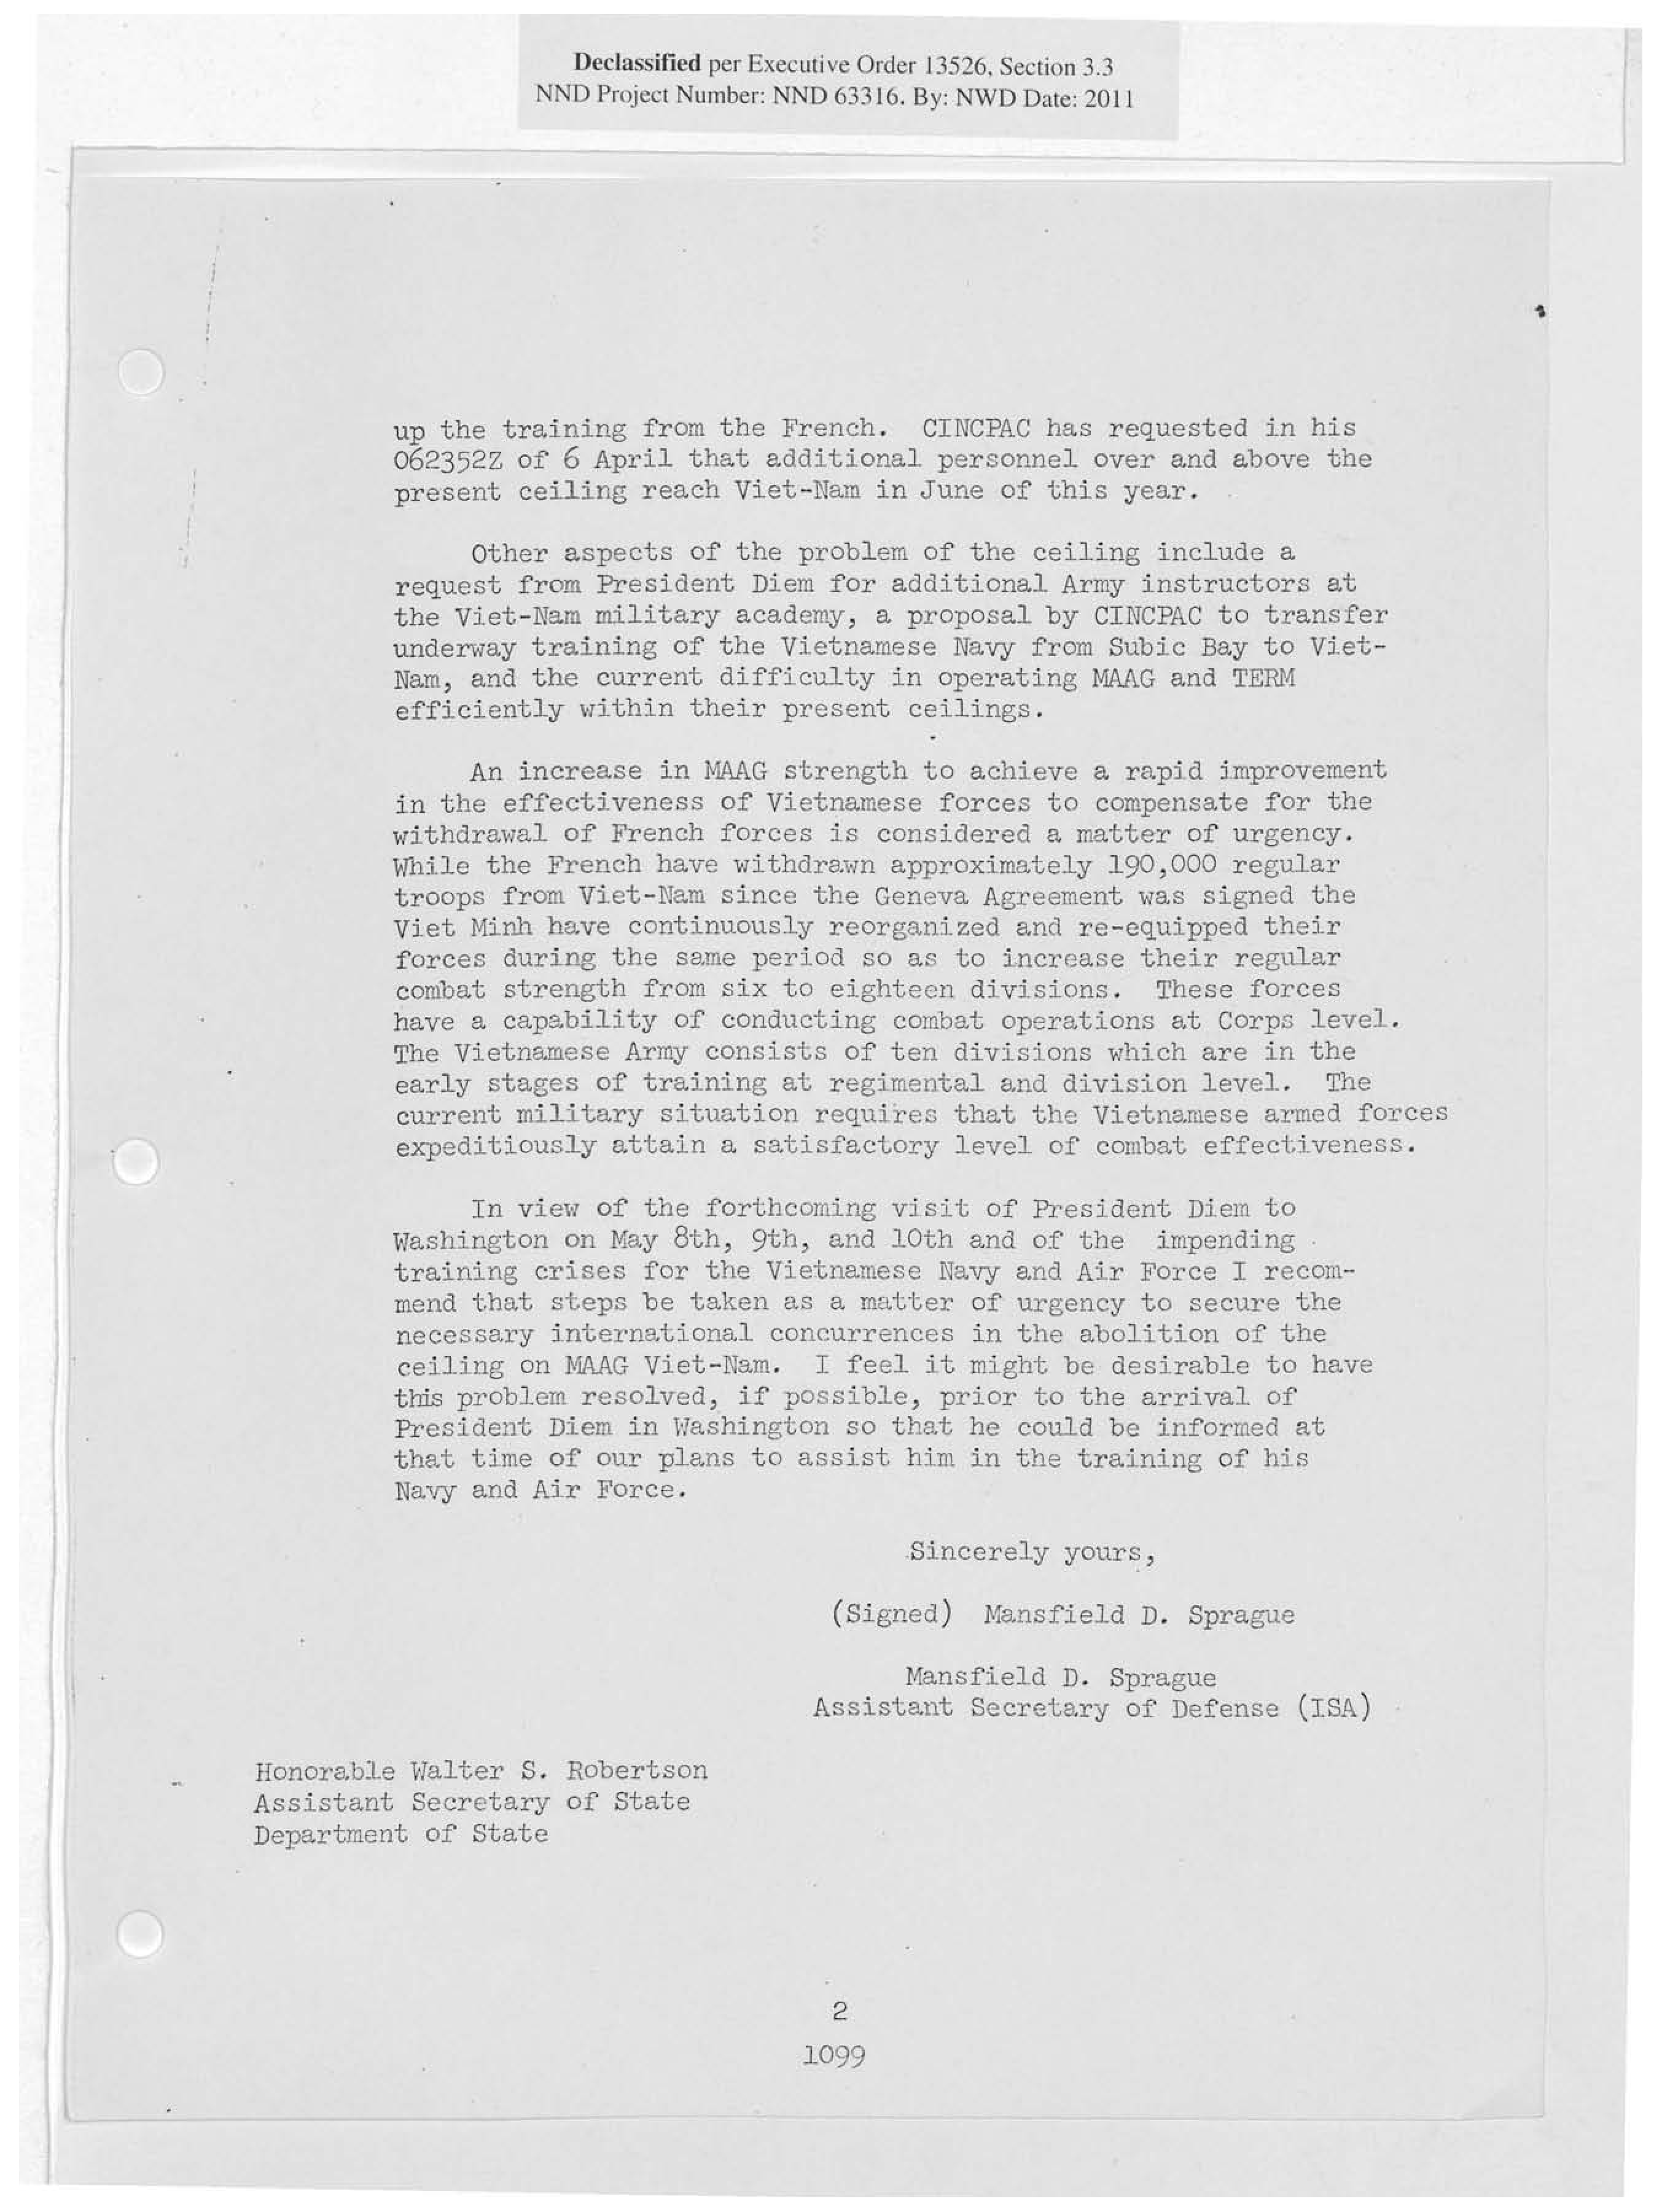 Declassified per Executive Order 13526, Section 3.3
NND Project Number: NND 63316. By: NWD Date: 2011
up the training from the French. CINCPAC has requested in his
062352Z of 6 April that additional personnel over and above the
present ceiling reach Viet-Nam in June of this year.
Other aspects of the problem of the ceiling include a
request from President Diem for additional Army instructors at
the Viet-Nam military academy, a proposal by CINCPAC to transfer
underway training of the Vietnamese Navy from Subic Bay to Viet-
Nam, and the current difficulty in operating MAAG and TERM
efficiently within their present ceilings.
An increase in MAAG strength to achieve a rapid improvement
in the effectiveness of Vietnamese forces to compensate for the
withdrawal of French forces is considered a matter of urgency.
While the French have withdrawn approximately 190,000 regular
troops from Viet-Nam since the Geneva Agreement was signed the
Viet Minh have continuously reorganized and re-equipped their
forces during the same period so as to increase their regular
combat strength from six to eighteen divisions. These forces
have a capability of conducting combat operations at Corps level.
The Vietnamese Army consists of ten divisions which are in the
early stages of training at regimental and division level. The
current military situation requires that the Vietnamese armed forces
expeditiously attain a satisfactory level of combat effectiveness.
In view of the forthcoming visit of President Diem to
Washington on May 8th, 9th, and 10th and of the impending
training crises for the Vietnamese Navy and Air Force I recom-
mend that steps be taken as a matter of urgency to secure the
necessary international concurrences in the abolition of the
ceiling on MAAG Viet-Nam. I feel it might be desirable to have
this problem resolved, if possible, prior to the arrival of
President Diem in Washington so that he could be informed at
that time of our plans to assist him in the training of his
Navy and Air Force.
Sincerely yours,
(Signed) Mansfield D. Sprague
Mansfield D. Sprague
Assistant Secretary of Defense (ISA)
Honorable Walter S. Robertson
Assistant Secretary of State
Department of State
2
1099